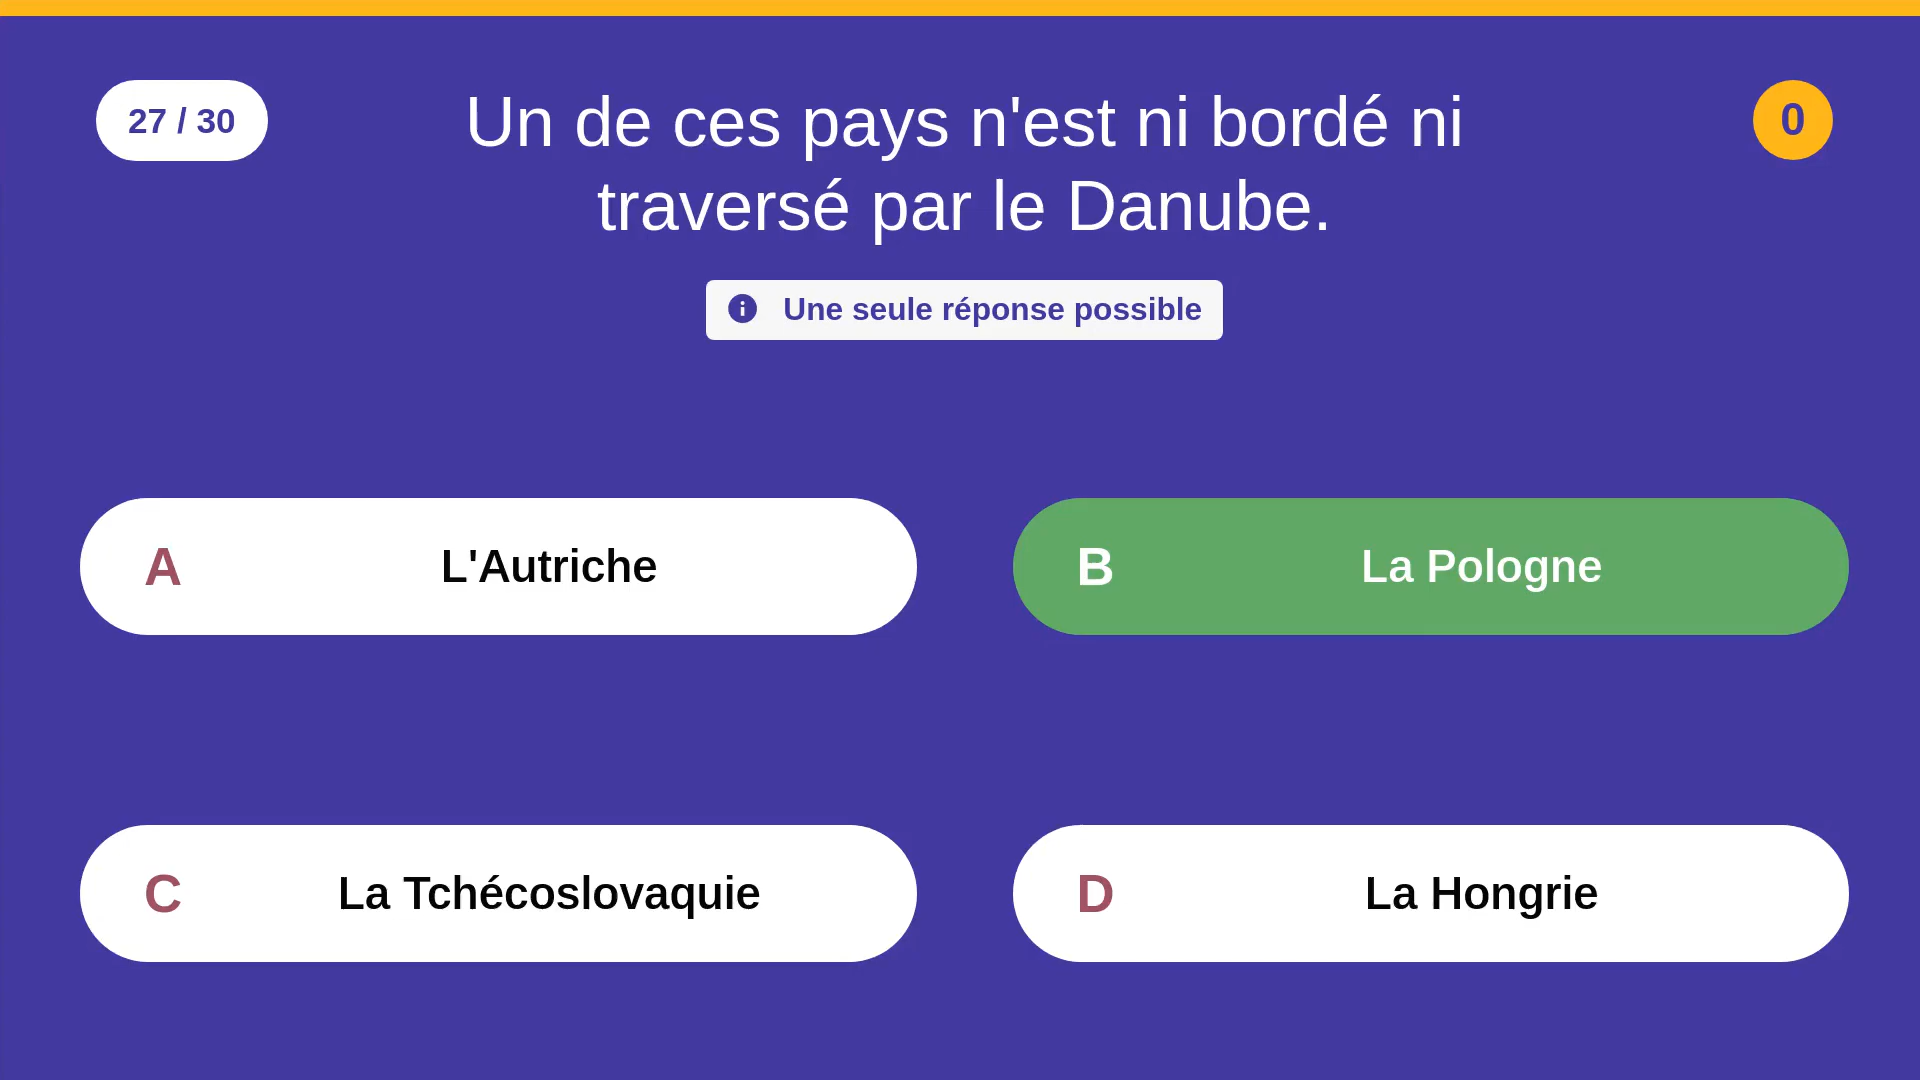 27 / 30
Un de ces pays n'est ni bordé ni
traversé par le Danube.
0
Une seule réponse possible
A L'Autriche
B La Pologne
C La Tchécoslovaquie
D La Hongrie